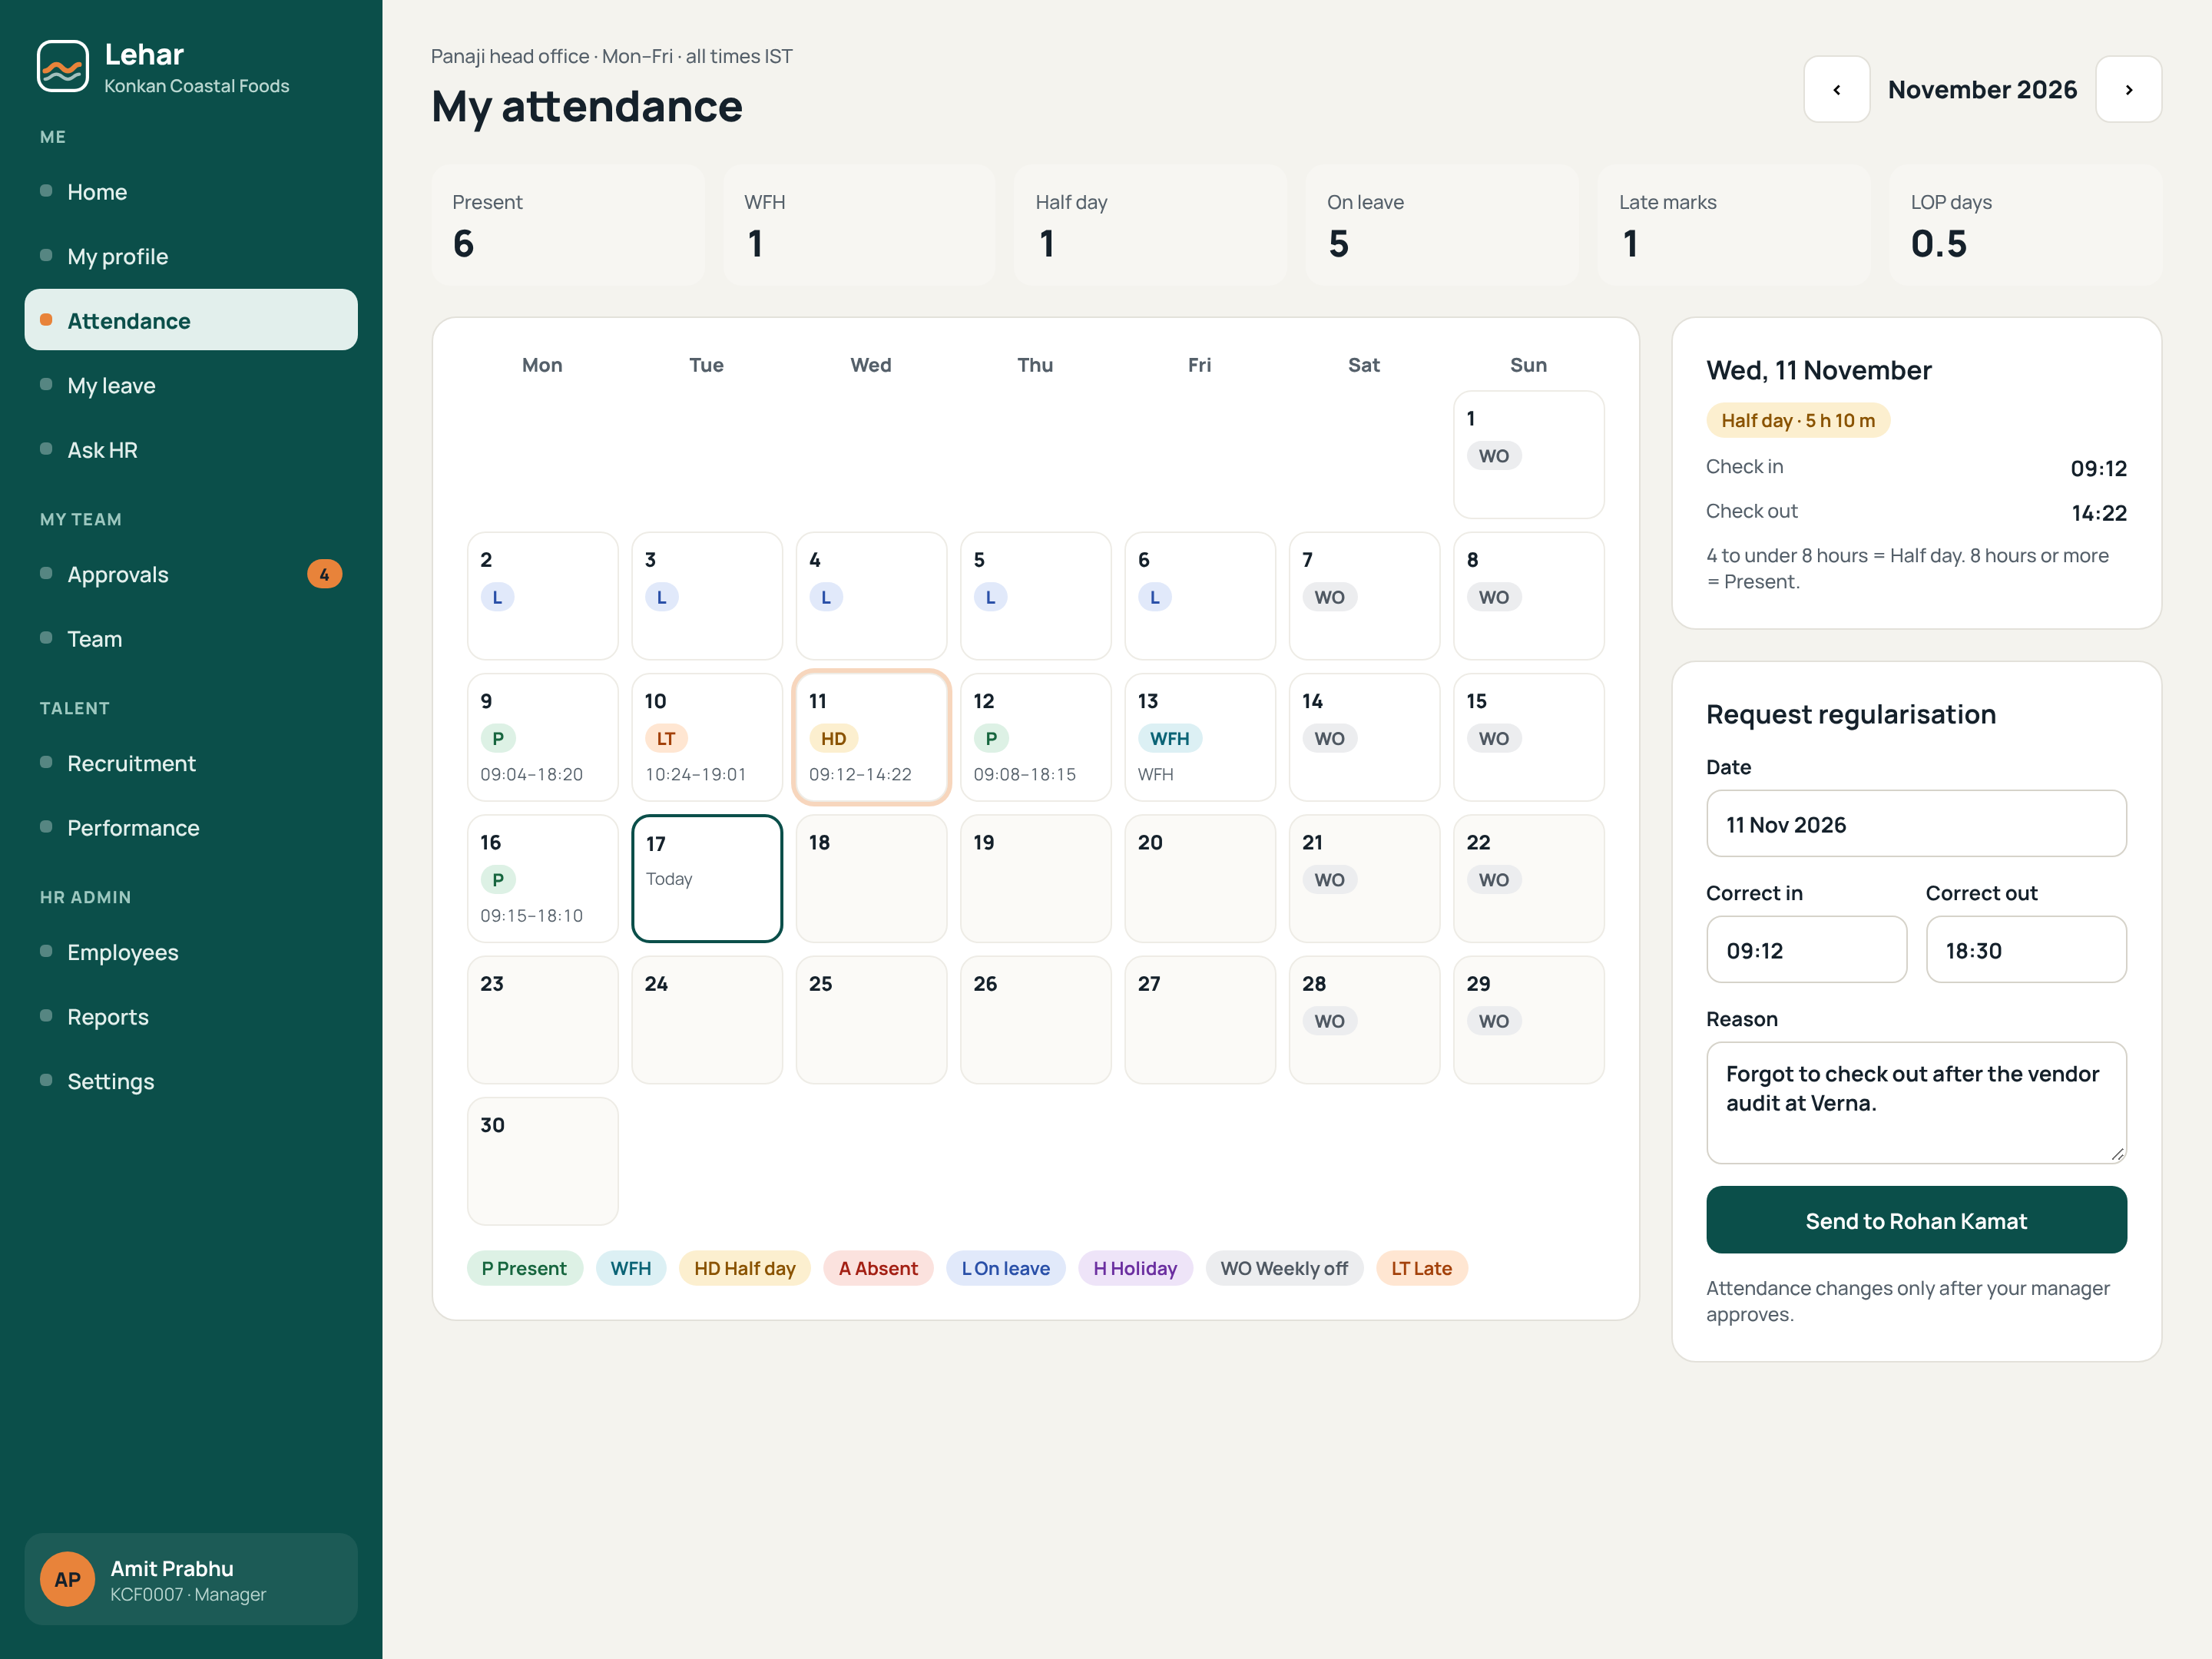 Lehar
Konkan Coastal Foods
ME
Home
My profile
Attendance
My leave
Ask HR
MY TEAM
Approvals 4
Team
TALENT
Recruitment
Performance
HR ADMIN
Employees
Reports
Settings
AP
Amit Prabhu
KCF0007 · Manager
Panaji head office · Mon–Fri · all times IST
My attendance
‹ November 2026 ›
Present WFH Half day On leave Late marks LOP days
6 1 1 5 1 0.5
Mon Tue Wed Thu Fri Sat Sun
1
WO
2 3 4 5 6 7 8
L L L L L WO WO
9 10 11 12 13 14 15
P LT HD P WFH WO WO
09:04–18:20 10:24–19:01 09:12–14:22 09:08–18:15 WFH
16 17 18 19 20 21 22
P Today WO WO
09:15–18:10
23 24 25 26 27 28 29
WO WO
30
P Present WFH HD Half day A Absent L On leave H Holiday WO Weekly off LT Late
Wed, 11 November
Half day · 5 h 10 m
Check in 09:12
Check out 14:22
4 to under 8 hours = Half day. 8 hours or more
= Present.
Request regularisation
Date
11 Nov 2026
Correct in Correct out
09:12 18:30
Reason
Forgot to check out after the vendor
audit at Verna.
Send to Rohan Kamat
Attendance changes only after your manager
approves.